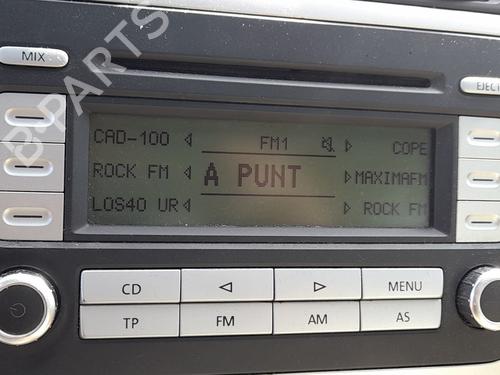 MIX
EJECT
CAD-100 FM1 COPE
ROCK FM A PUNT MAXIMAFM
LOS40 UR ROCK FM
CD MENU
TP FM AM AS
B-PARTS